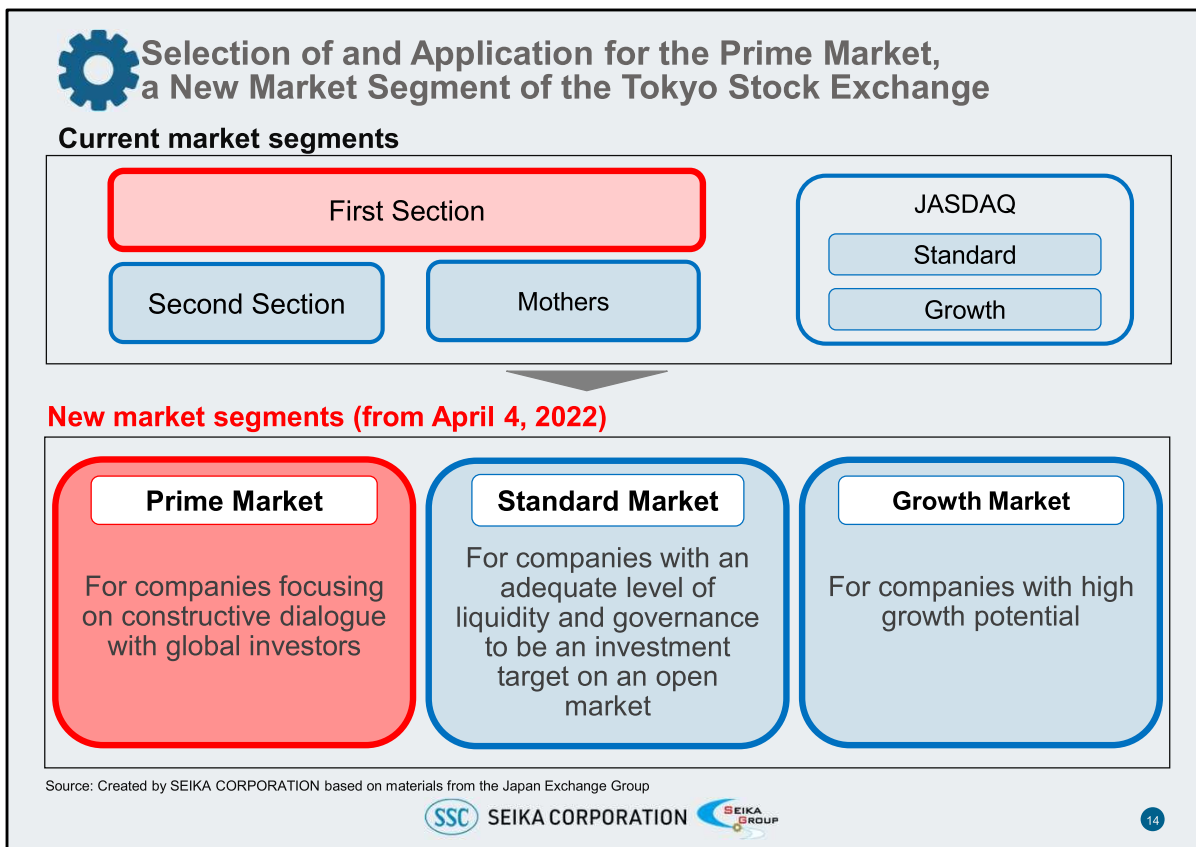 Selection of and Application for the Prime Market,
a New Market Segment of the Tokyo Stock Exchange
Current market segments
First Section
Second Section
Mothers
JASDAQ
Standard
Growth
New market segments (from April 4, 2022)
Prime Market
For companies focusing
on constructive dialogue
with global investors
Standard Market
For companies with an
adequate level of
liquidity and governance
to be an investment
target on an open
market
Growth Market
For companies with high
growth potential
Source: Created by SEIKA CORPORATION based on materials from the Japan Exchange Group
SSC SEIKA CORPORATION
SEIKA
GROUP
14